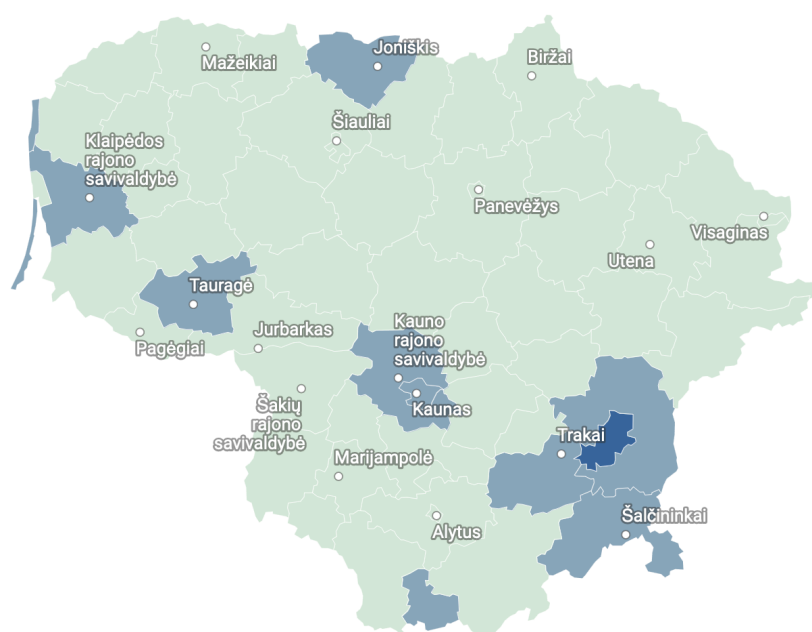 Joniškis
Mažeikiai
Biržai
Šiauliai
Klaipėdos
rajono
savivaldybė
Panevėžys
Visaginas
Utena
Tauragė
Pagėgiai
Jurbarkas
Kauno
rajono
savivaldybė
Kaunas
Šakių
rajono
savivaldybė
Trakai
Marijampolė
Šalčininkai
Alytus